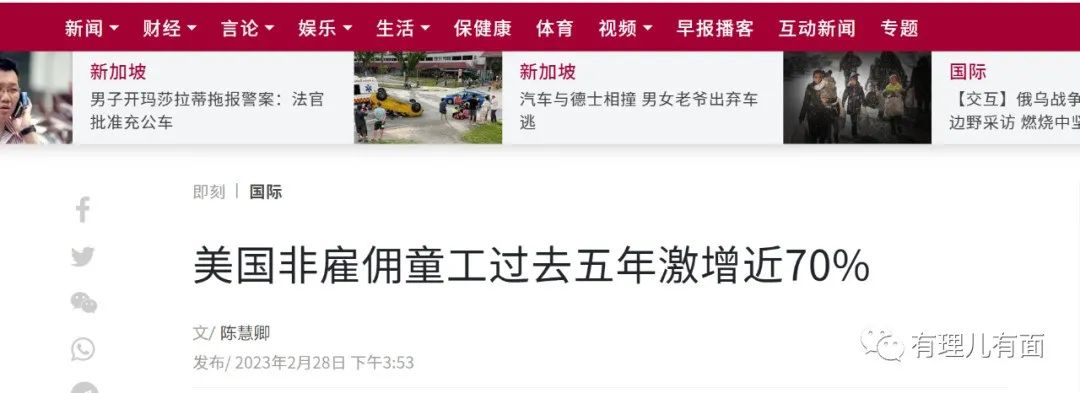 新闻 财经 言论 娱乐 生活 保健康 体育 视频 早报播客 互动新闻 专题
新加坡
男子开玛莎拉蒂拖报警案：法官
批准充公车
新加坡
汽车与德士相撞 男女老爷出弃车
逃
国际
【交互】俄乌战争
边野采访 燃烧中坚
即刻 | 国际
美国非雇佣童工过去五年激增近70%
文/ 陈慧卿
发布/ 2023年2月28日 下午3:53
有理儿有面